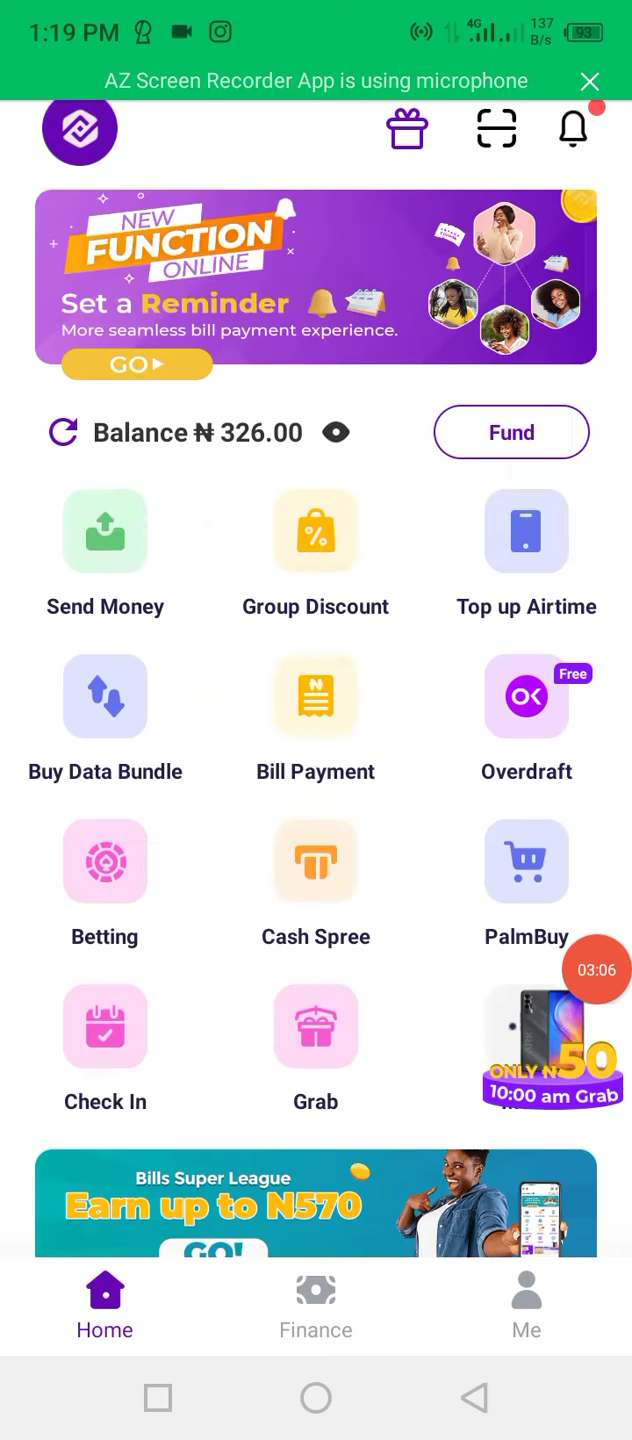 1:19 PM
4G
137 B/s
93
AZ Screen Recorder App is using microphone
NEW
FUNCTION
ONLINE
Set a Reminder
More seamless bill payment experience.
GO
Balance ₦ 326.00
Fund
Send Money
Group Discount
Top up Airtime
Free
Buy Data Bundle
Bill Payment
OK
Overdraft
Betting
Cash Spree
PalmBuy
03:06
ONLY ₦50
10:00 am Grab
Check In
Grab
Bills Super League
Earn up to N570
GO!
Home
Finance
Me